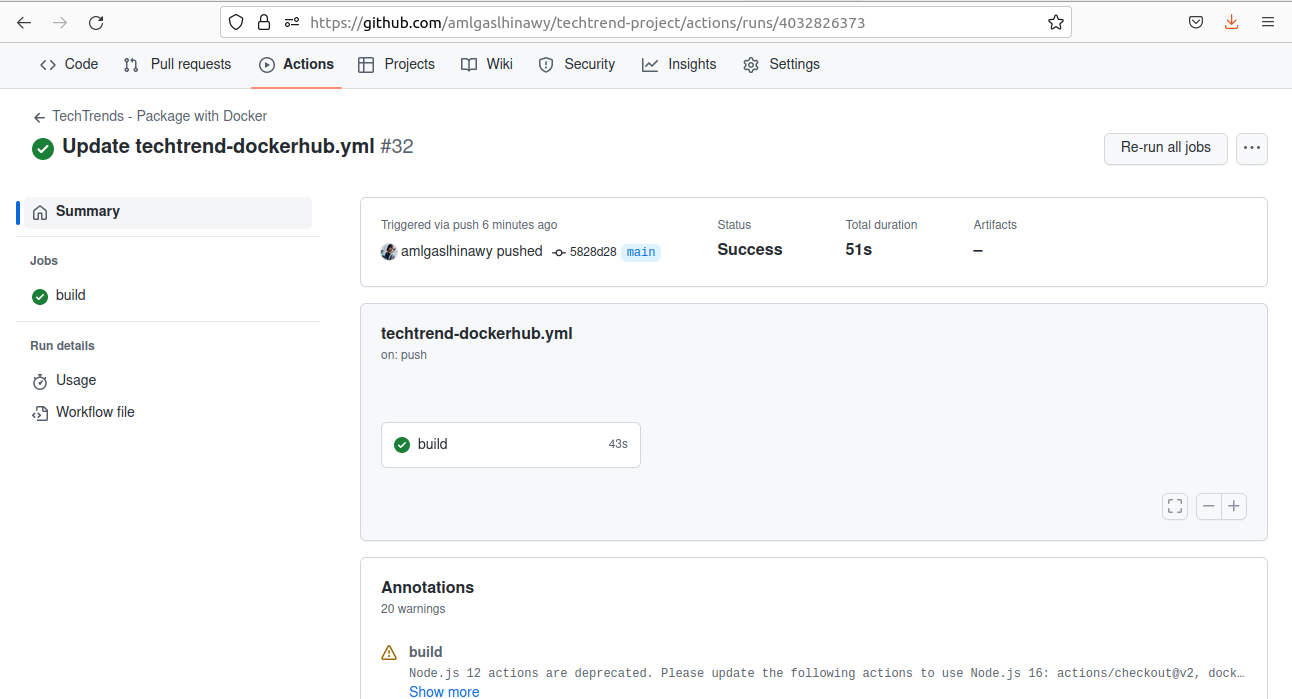 https://github.com/amlgaslhinawy/techtrend-project/actions/runs/4032826373
Code Pull requests Actions Projects Wiki Security Insights Settings
TechTrends - Package with Docker
Update techtrend-dockerhub.yml #32
Re-run all jobs
Summary
Jobs
build
Run details
Usage
Workflow file
Triggered via push 6 minutes ago
amlgaslhinawy pushed 5828d28 main
Status
Success
Total duration
51s
Artifacts
–
techtrend-dockerhub.yml
on: push
build 43s
Annotations
20 warnings
build
Node.js 12 actions are deprecated. Please update the following actions to use Node.js 16: actions/checkout@v2, dock…
Show more